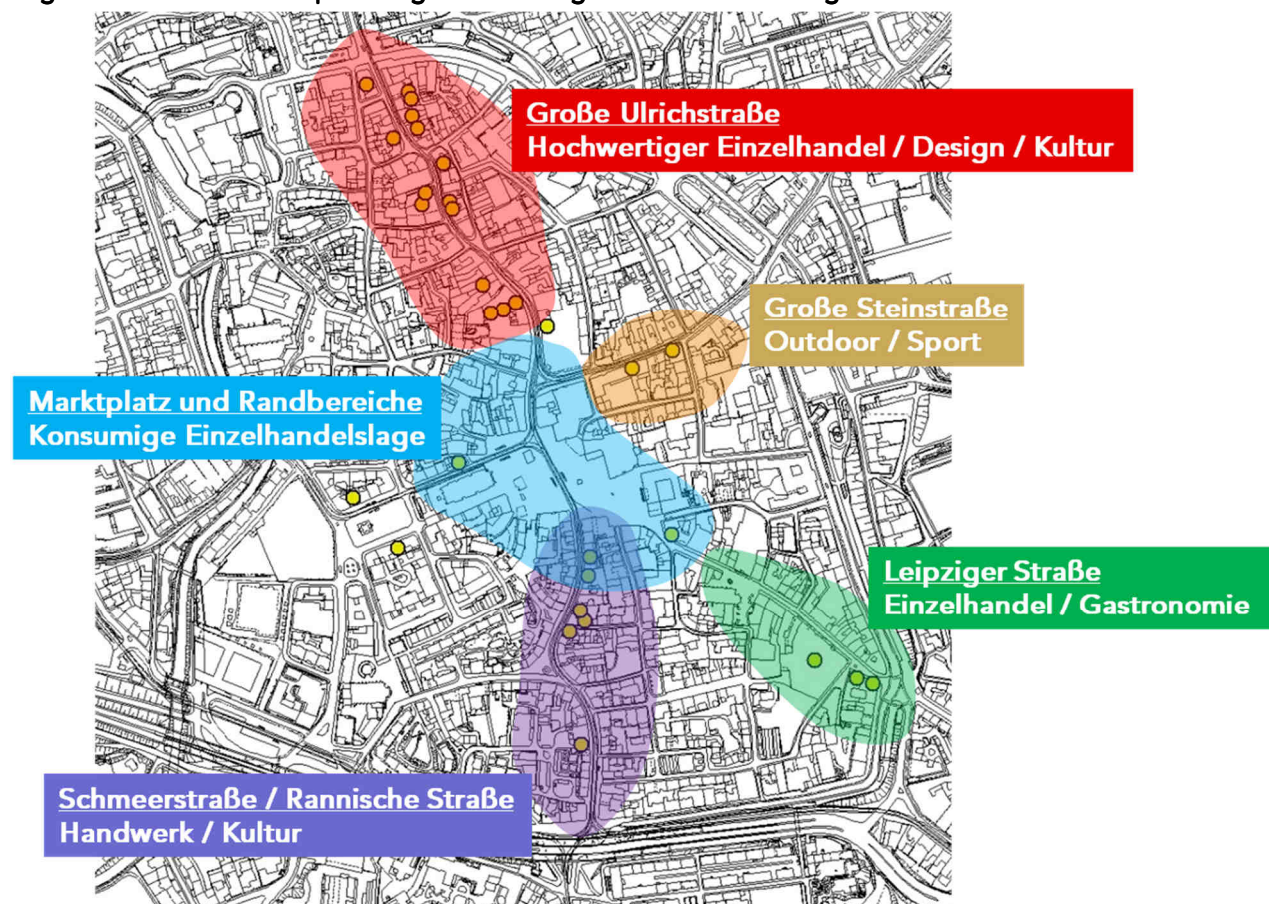 Große Ulrichstraße
Hochwertiger Einzelhandel / Design / Kultur
Große Steinstraße
Outdoor / Sport
Marktplatz und Randbereiche
Konsumige Einzelhandelslage
Leipziger Straße
Einzelhandel / Gastronomie
Schmeerstraße / Rannische Straße
Handwerk / Kultur